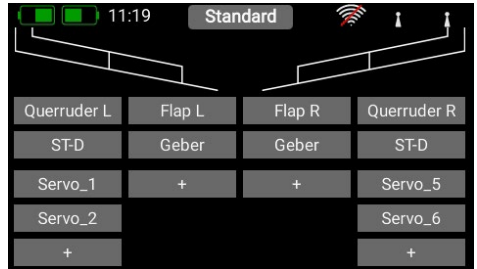 11:19 Standard
Querruder L Flap L Flap R Querruder R
ST-D Geber Geber ST-D
Servo_1 + + Servo_5
Servo_2 Servo_6
+ +